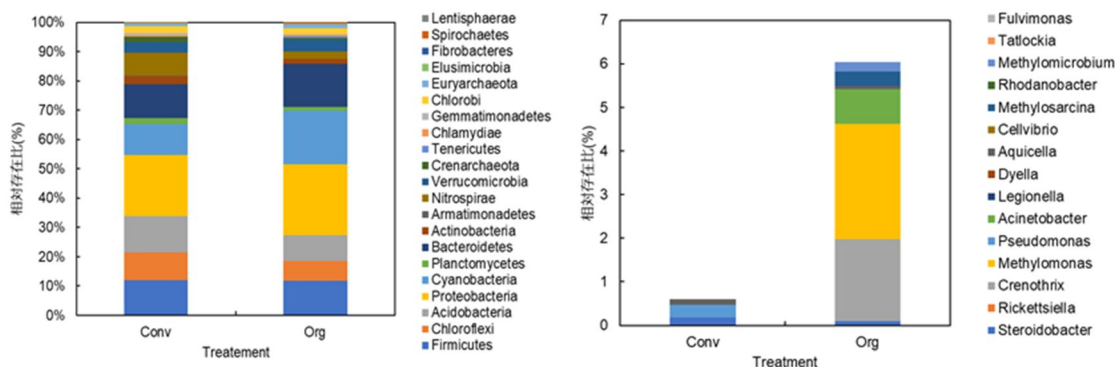 100%
90%
80%
70%
60%
50%
40%
30%
20%
10%
0%
相対存在比(%)
Conv
Org
Treatement
Lentisphaerae
Spirochaetes
Fibrobacteres
Elusimicrobia
Euryarchaeota
Chlorobi
Gemmatimonadetes
Chlamydiae
Tenericutes
Crenarchaeota
Verrucomicrobia
Nitrospirae
Armatimonadetes
Actinobacteria
Bacteroidetes
Planctomycetes
Cyanobacteria
Proteobacteria
Acidobacteria
Chloroflexi
Firmicutes
7
6
5
4
3
2
1
0
相対存在比(%)
Conv
Org
Treatment
Fulvimonas
Tatlockia
Methylomicrobium
Rhodanobacter
Methylosarcina
Cellvibrio
Aquicella
Dyella
Legionella
Acinetobacter
Pseudomonas
Methylomonas
Crenothrix
Rickettsiella
Steroidobacter